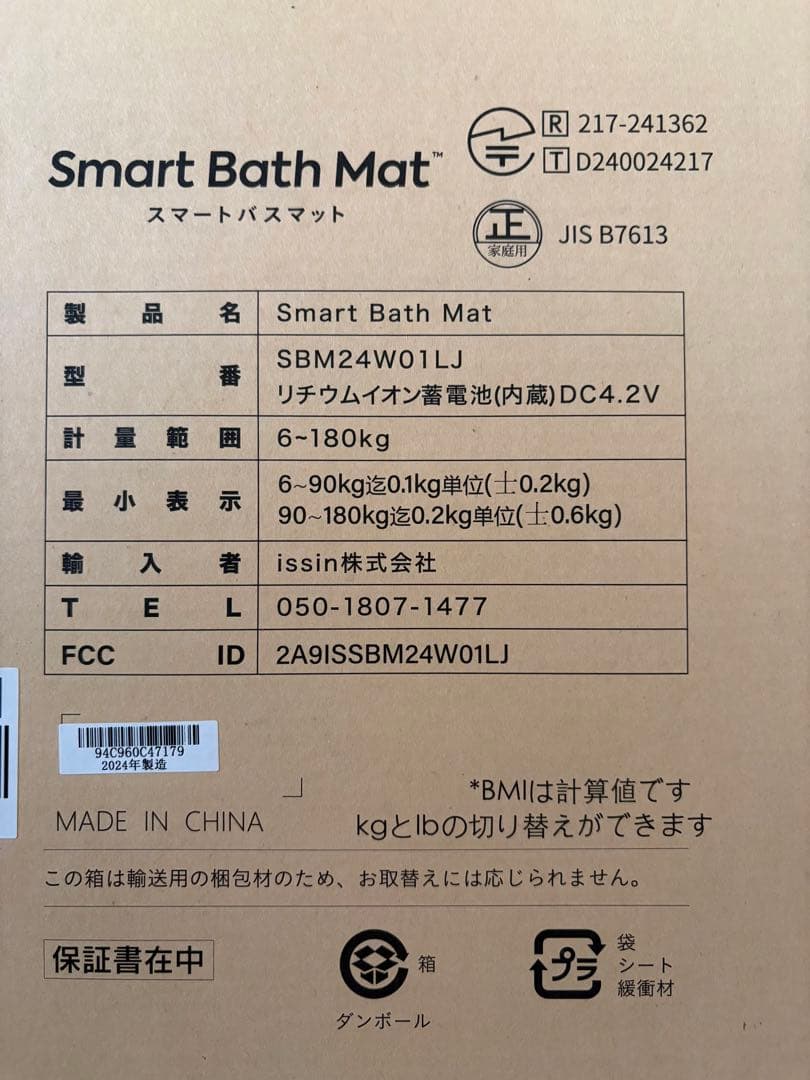 Smart Bath Mat™
スマートバスマット
R 217-241362
T D240024217
正
家庭用
JIS B7613
製品名 Smart Bath Mat
型番 SBM24W01LJ
リチウムイオン蓄電池(内蔵)DC4.2V
計量範囲 6~180kg
最小表示 6~90kg迄0.1kg単位(士0.2kg)
90~180kg迄0.2kg単位(士0.6kg)
輸入者 issin株式会社
TEL 050-1807-1477
FCC ID 2A9ISSBM24W01LJ
94C960C47179
2024年製造
*BMIは計算値です
MADE IN CHINA
kgとlbの切り替えができます
この箱は輸送用の梱包材のため、お取替えには応じられません。
保証書在中
箱
ダンボール
プラ
袋
シート
緩衝材